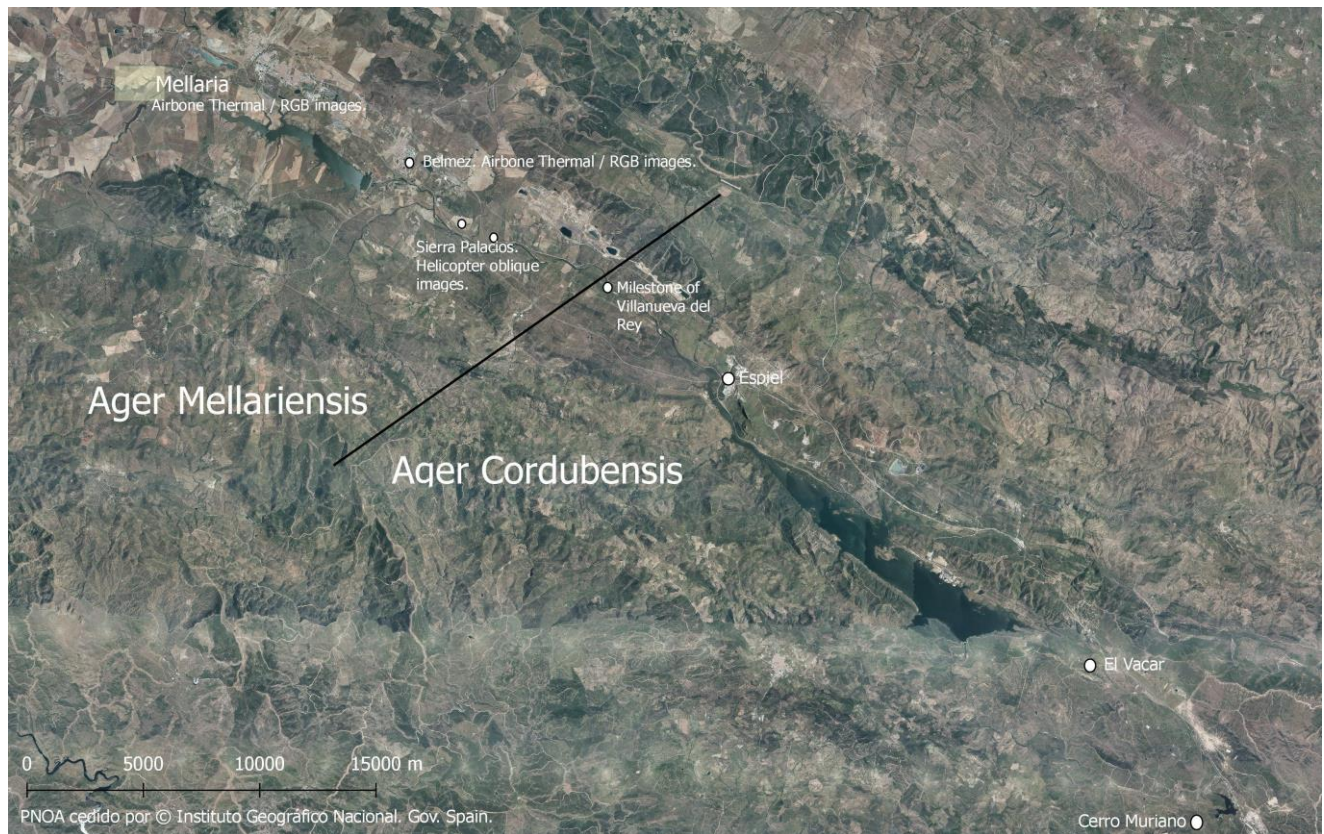 Mellaria
Airbone Thermal / RGB images.
Belmez. Airbone Thermal / RGB images.
Sierra Palacios.
Helicopter oblique
images.
Milestone of
Villanueva del
Rey
Espiel
Ager Mellariensis
Ager Cordubensis
El Vacar
0 5000 10000 15000 m
PNOA cedido por © Instituto Geográfico Nacional. Gov. Spain.
Cerro Muriano